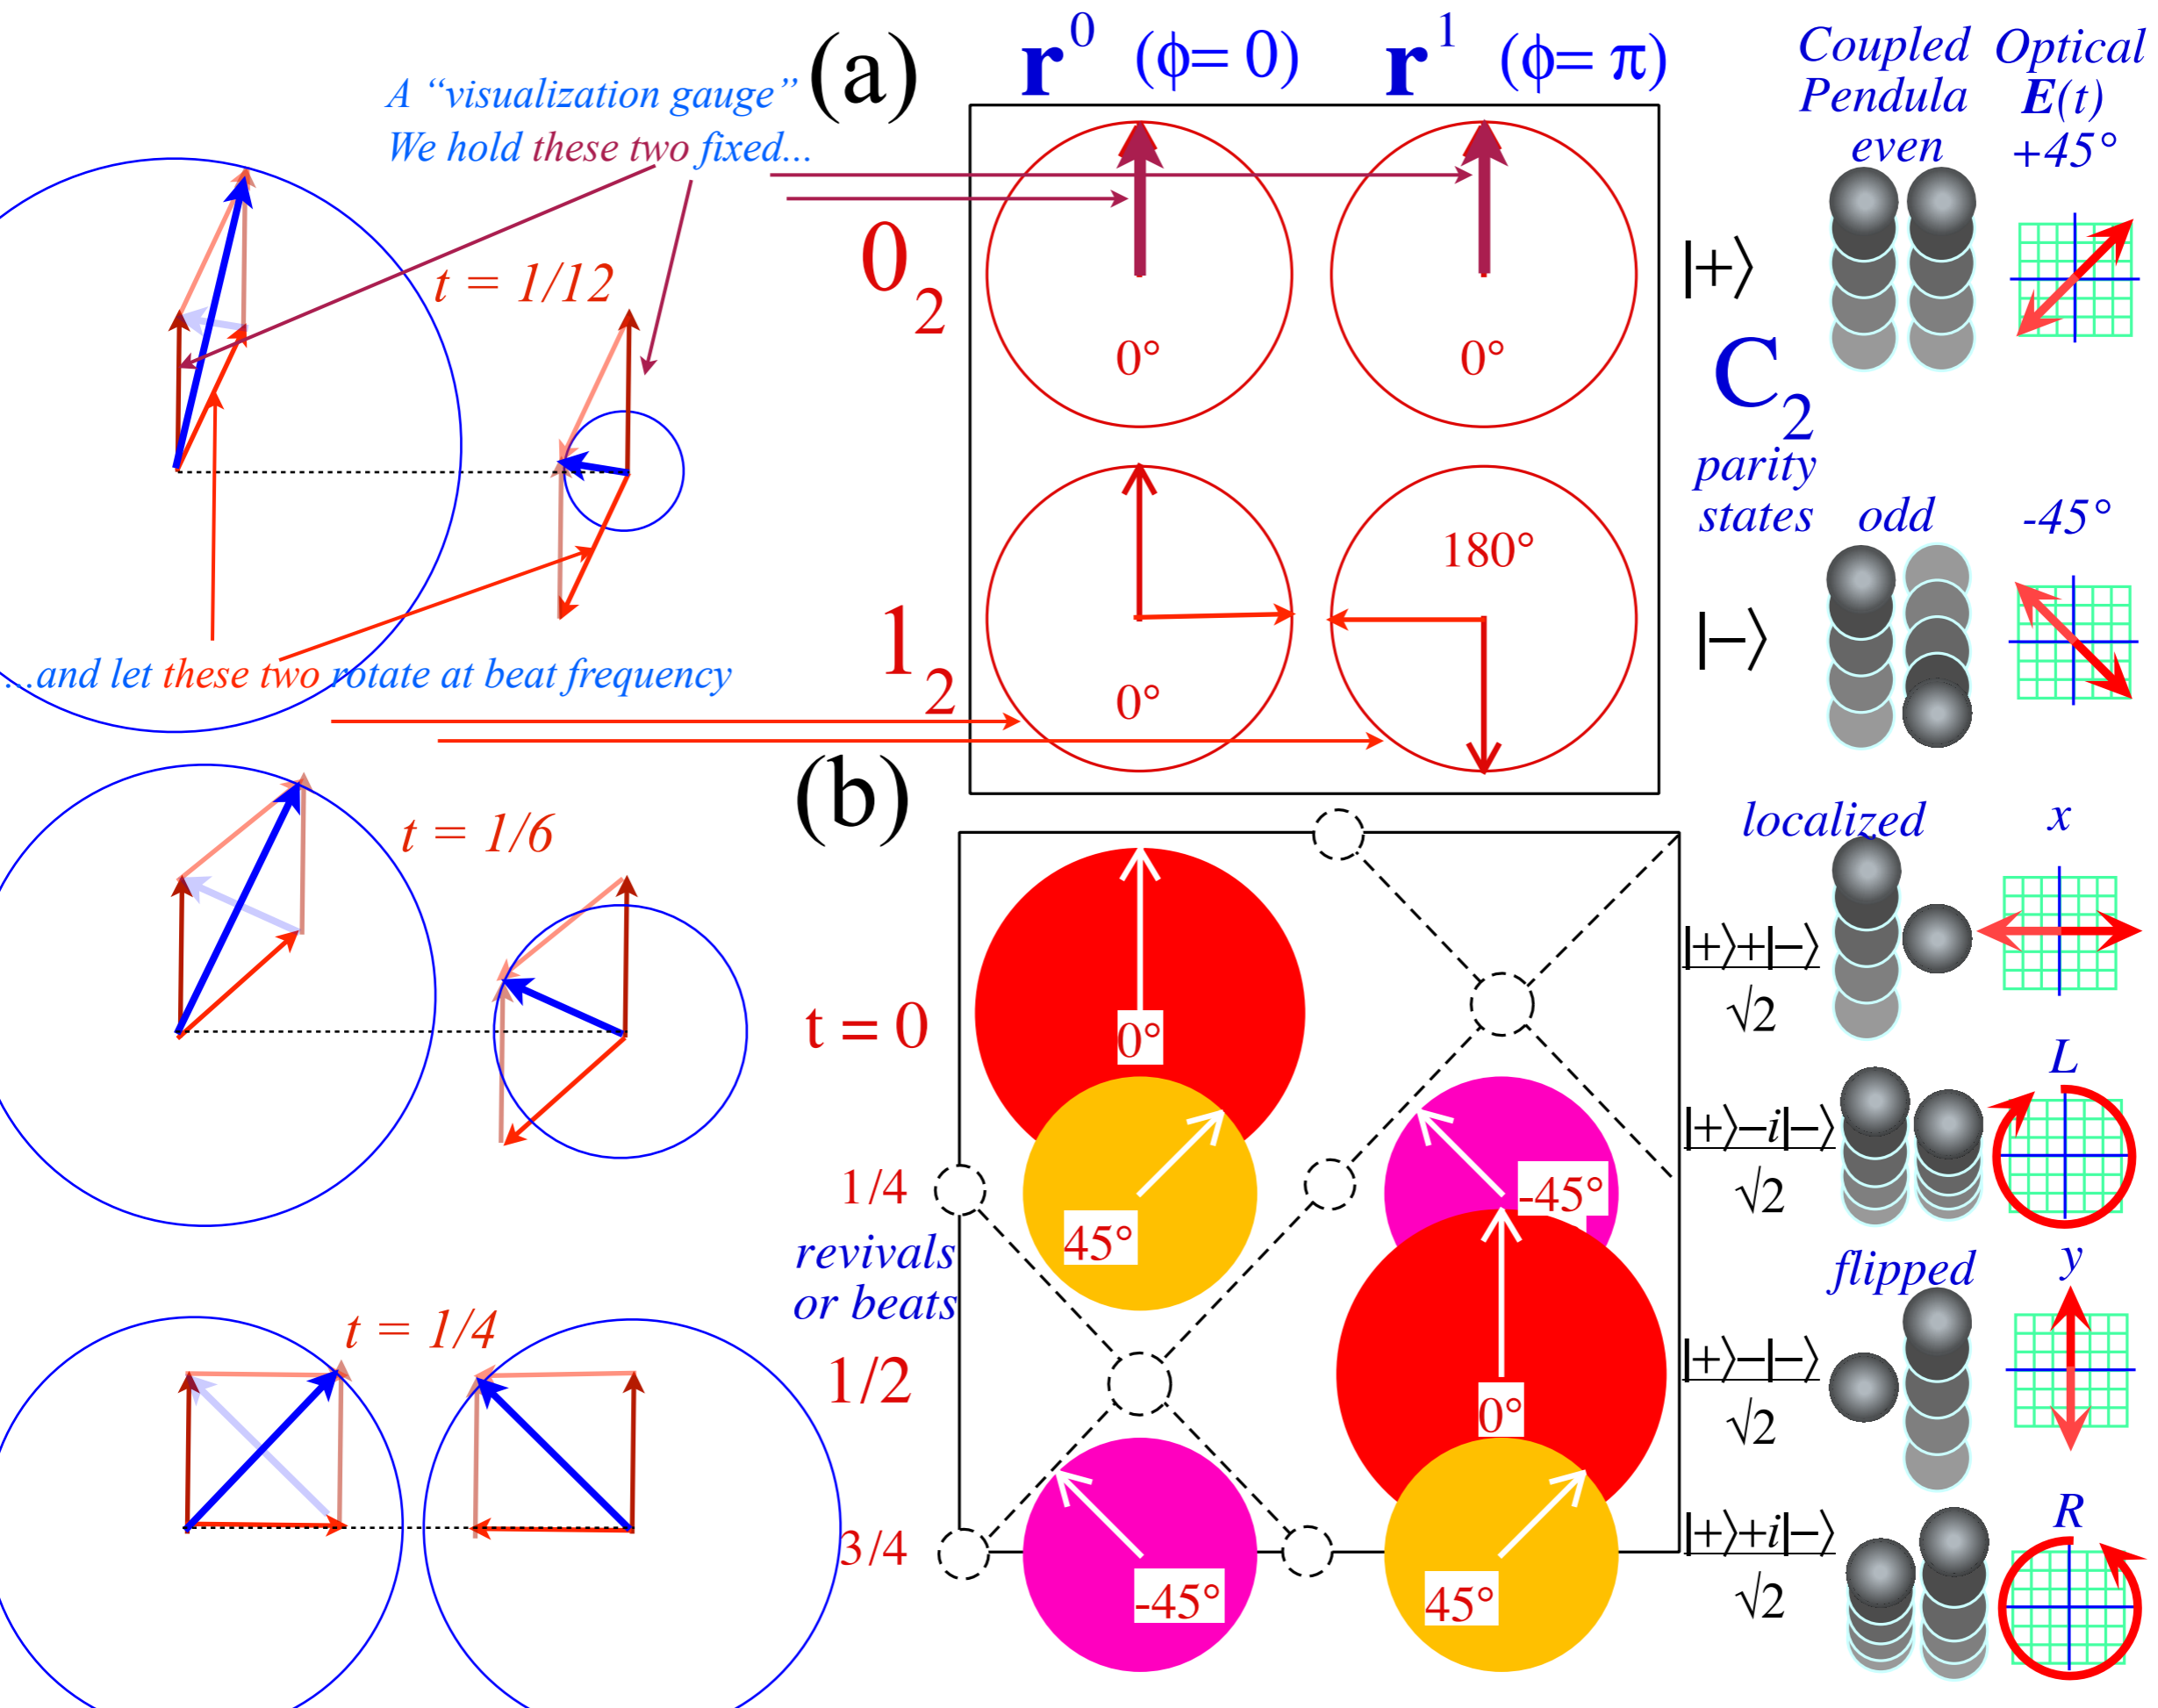 A “visualization gauge”
We hold these two fixed...
t = 1/12
...and let these two rotate at beat frequency
t = 1/6
t = 1/4
(a)
r⁰ (ϕ= 0) r¹ (ϕ= π)
0₂
0°
0°
1₂
0°
180°
|+⟩
C₂
parity
states
|−⟩
Coupled
Pendula
even
odd
Optical
E(t)
+45°
-45°
(b)
t = 0
0°
1/4
45°
-45°
revivals
or beats
1/2
0°
3/4
-45°
45°
localized
x
|+⟩+|−⟩
√2
L
|+⟩−i|−⟩
√2
flipped
y
|+⟩−|−⟩
√2
R
|+⟩+i|−⟩
√2